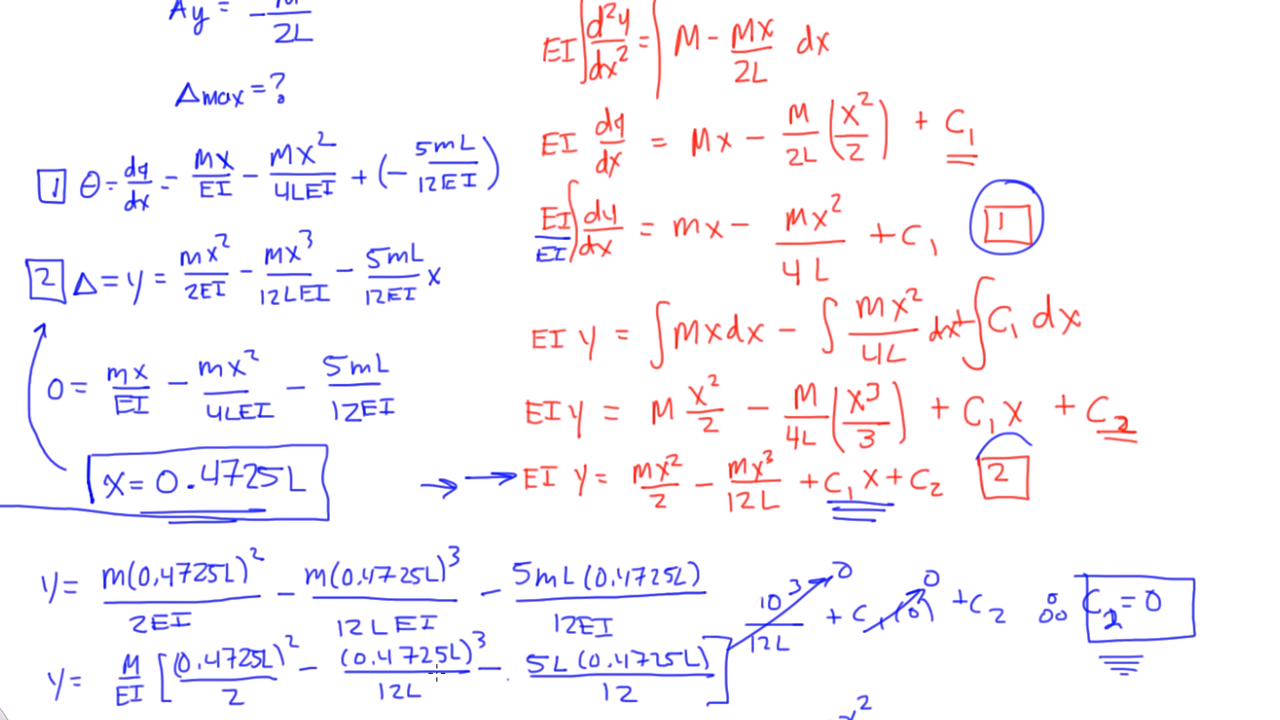 Ay = - M/2L
Δmax = ?
[1] θ = dy/dx = Mx/EI - Mx²/4LEI + (- 5mL/12EI)
[2] Δ = y = mx²/2EI - Mx³/12LEI - 5mL/12EI x
0 = mx/EI - mx²/4LEI - 5mL/12EI
x = 0.4725L
EI ∫ d²y/dx² = ∫ M - Mx/2L dx
EI dy/dx = Mx - M/2L (x²/2) + C₁
EI/EI ∫ dy/dx = mx - Mx²/4L + C₁ [1]
EI y = ∫ mxdx - ∫ mx²/4L dx + ∫ C₁ dx
EI y = M x²/2 - M/4L (x³/3) + C₁x + C₂
→→ EI y = mx²/2 - mx³/12L + C₁x + C₂ [2]
y = m(0.4725L)²/2EI - m(0.4725L)³/12LEI - 5mL(0.4725L)/12EI
10³/12L → 0 + C₁(0) → 0 + C₂ ∴ C₂ = 0
y = M/EI [(0.4725L)²/2 - (0.4725L)³/12L - 5L(0.4725L)/12]
x²